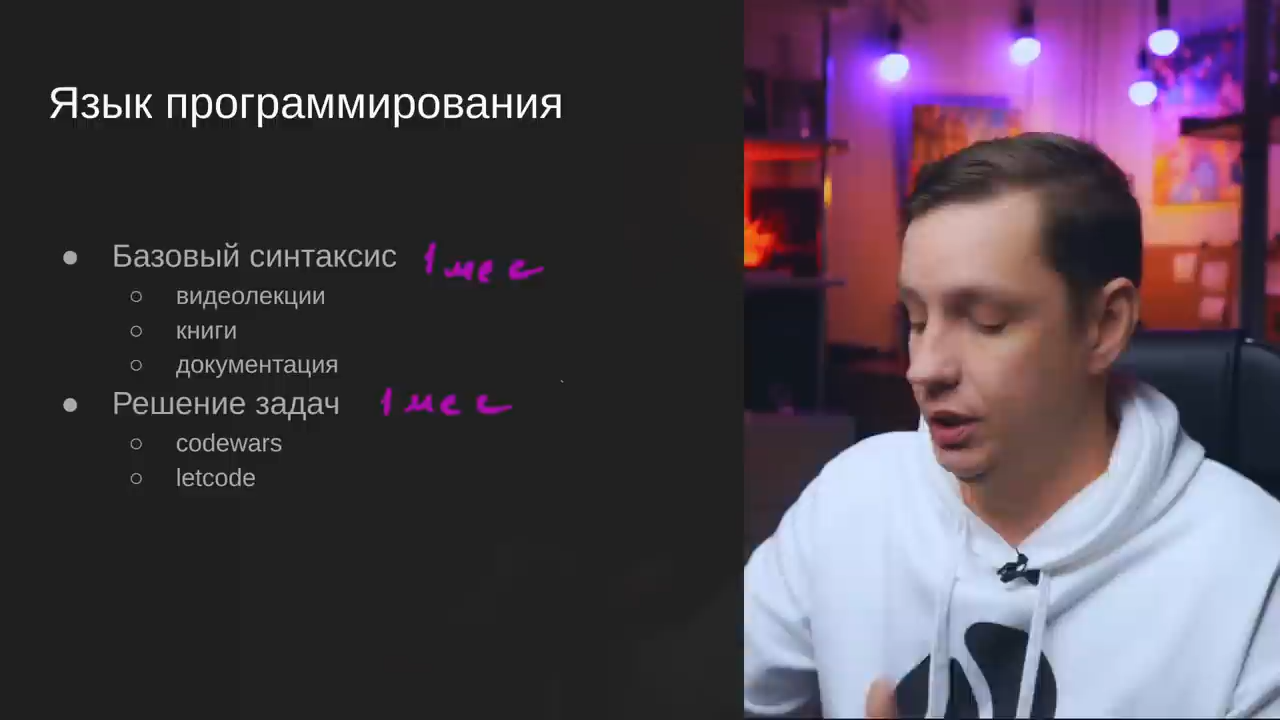 Язык программирования
Базовый синтаксис 1 мес
видеолекции
книги
документация
Решение задач 1 мес
codewars
letcode